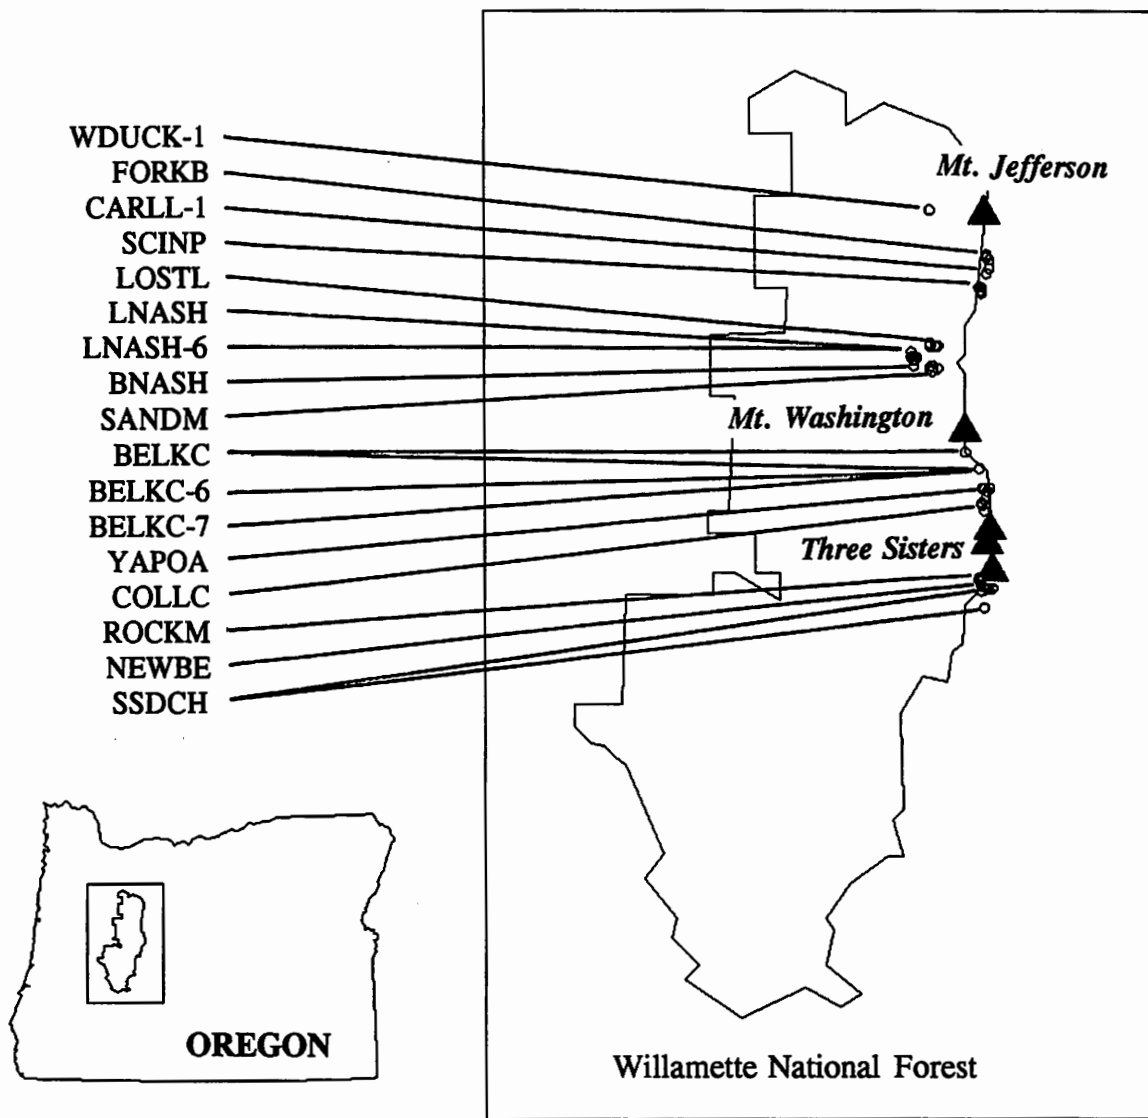 WDUCK-1
FORKB
CARLL-1
SCINP
LOSTL
LNASH
LNASH-6
BNASH
SANDM
BELKC
BELKC-6
BELKC-7
YAPOA
COLLC
ROCKM
NEWBE
SSDCH
Mt. Jefferson
Mt. Washington
Three Sisters
OREGON
Willamette National Forest